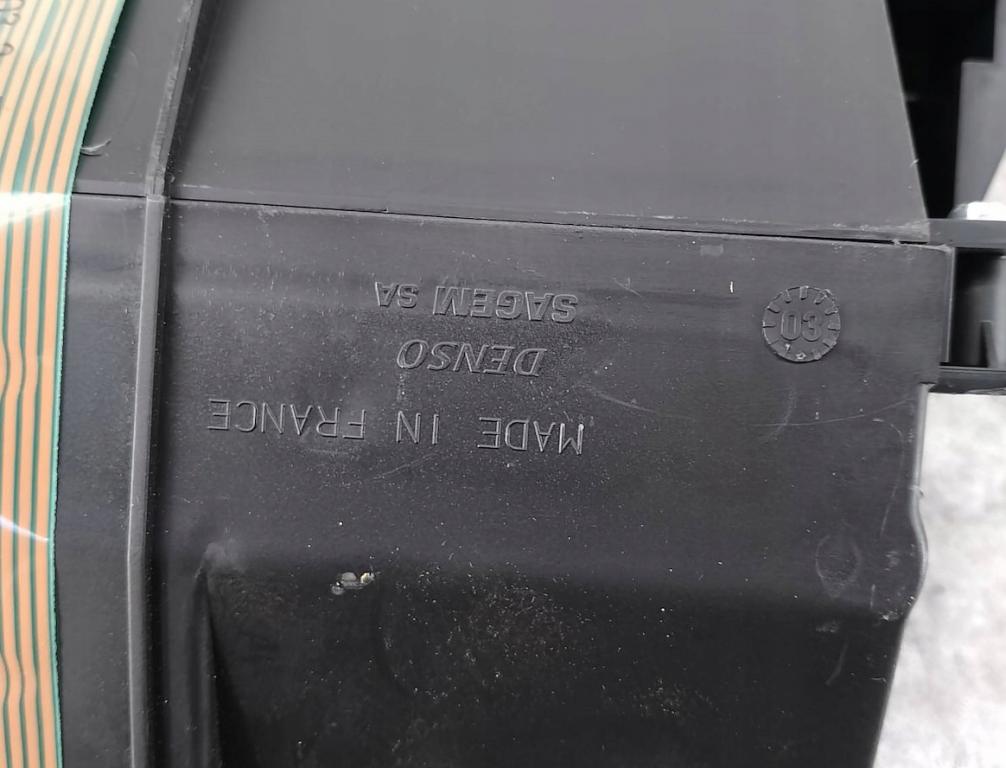 MADE IN FRANCE
DENSO
SAGEM SA
03